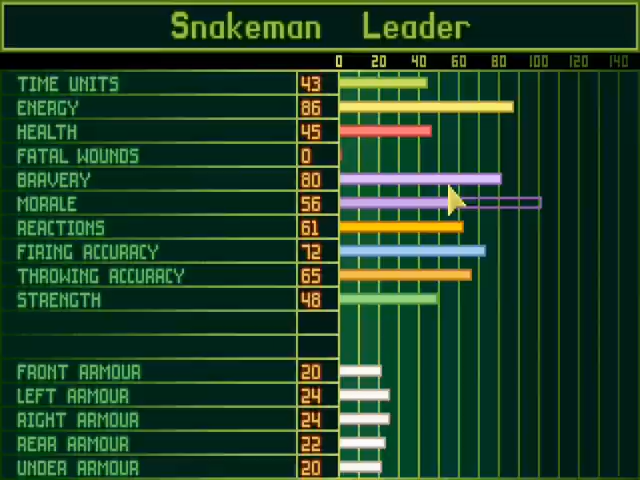 Snakeman Leader
0 20 40 60 80 100 120 140
TIME UNITS 43
ENERGY 86
HEALTH 45
FATAL WOUNDS 0
BRAVERY 80
MORALE 56
REACTIONS 61
FIRING ACCURACY 72
THROWING ACCURACY 65
STRENGTH 48
FRONT ARMOUR 20
LEFT ARMOUR 24
RIGHT ARMOUR 24
REAR ARMOUR 22
UNDER ARMOUR 20